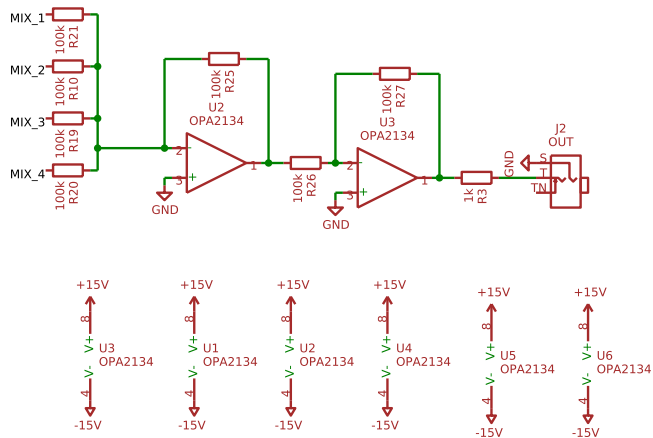 MIX_1
100k
R21
MIX_2
100k
R10
MIX_3
100k
R19
MIX_4
100k
R20
100k
R25
U2
OPA2134
2
-
3
+
1
GND
100k
R26
100k
R27
U3
OPA2134
2
-
3
+
1
GND
1k
R3
J2
OUT
GND
S
T
TN
+15V
8
V+
U3
OPA2134
V-
4
-15V
+15V
8
V+
U1
OPA2134
V-
4
-15V
+15V
8
V+
U2
OPA2134
V-
4
-15V
+15V
8
V+
U4
OPA2134
V-
4
-15V
+15V
8
V+
U5
OPA2134
V-
4
-15V
+15V
8
V+
U6
OPA2134
V-
4
-15V